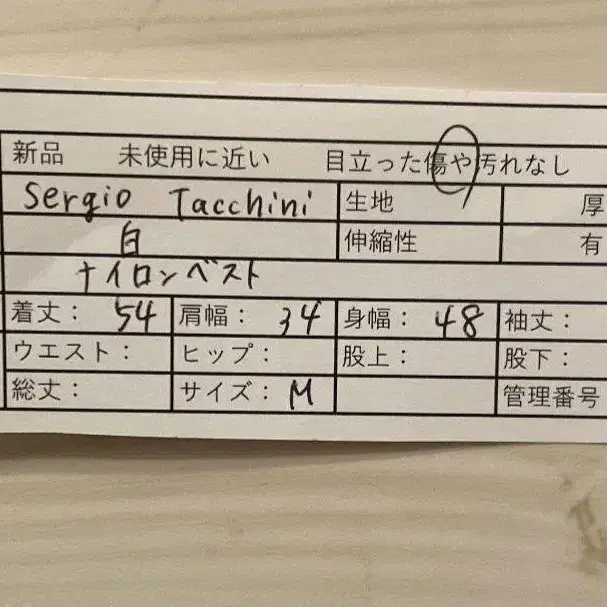 新品 未使用に近い 目立った傷や汚れなし
Sergio Tacchini 生地 厚
白 伸縮性 有
ナイロンベスト
着丈: 54 肩幅: 34 身幅: 48 袖丈:
ウエスト: ヒップ: 股上: 股下:
総丈: サイズ: M 管理番号